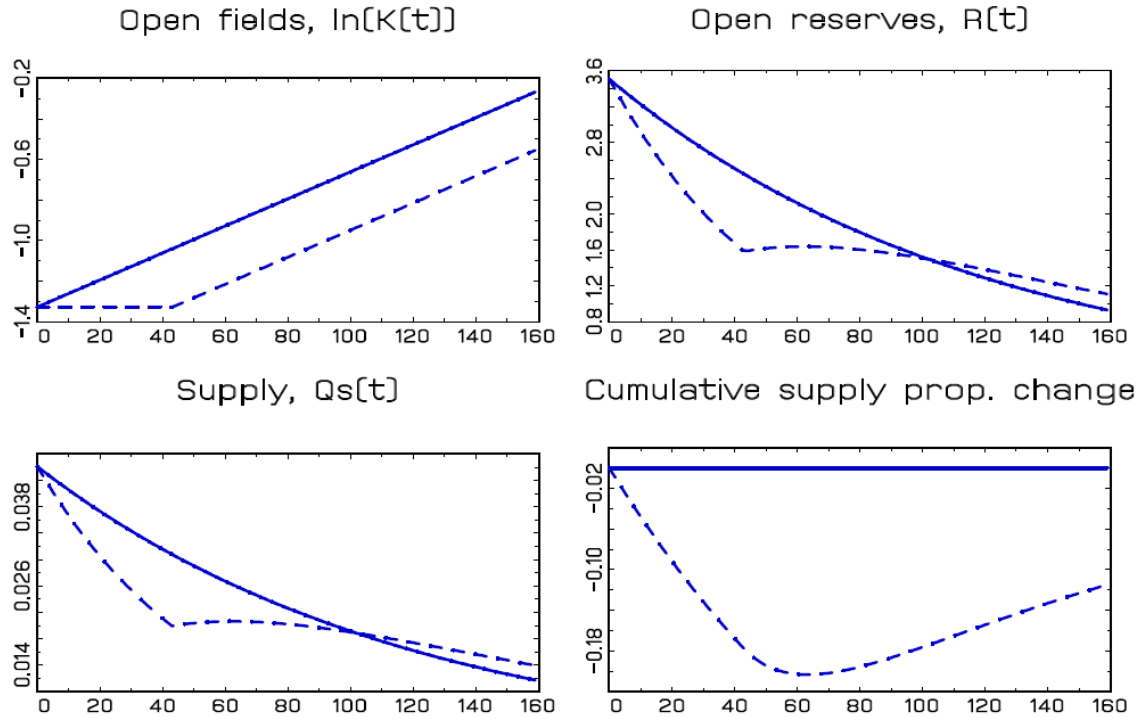 Open fields, ln(K(t))
-0.2
-0.6
-1.0
-1.4
0 20 40 60 80 100 120 140 160
Open reserves, R(t)
3.6
2.8
2.0
1.6
1.2
0.8
0 20 40 60 80 100 120 140 160
Supply, Qs(t)
0.038
0.026
0.014
0 20 40 60 80 100 120 140 160
Cumulative supply prop. change
-0.02
-0.10
-0.18
0 20 40 60 80 100 120 140 160